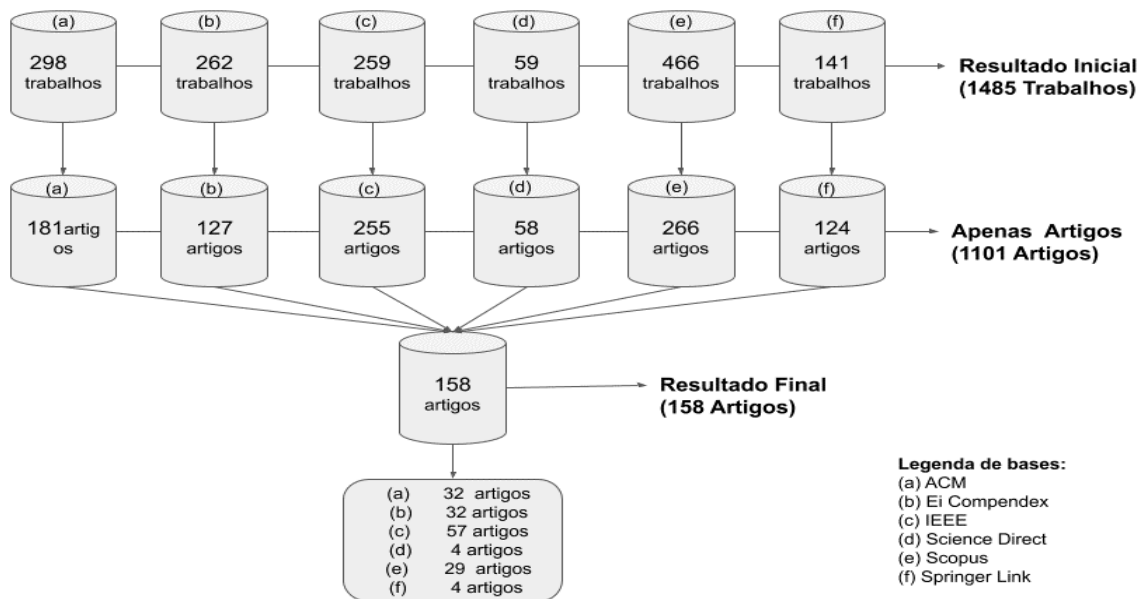 (a) (b) (c) (d) (e) (f)
298 262 259 59 466 141
trabalhos trabalhos trabalhos trabalhos trabalhos trabalhos
Resultado Inicial
(1485 Trabalhos)
(a) (b) (c) (d) (e) (f)
181artig
os
127
artigos
255
artigos
58
artigos
266
artigos
124
artigos
Apenas Artigos
(1101 Artigos)
158
artigos
Resultado Final
(158 Artigos)
(a) 32 artigos
(b) 32 artigos
(c) 57 artigos
(d) 4 artigos
(e) 29 artigos
(f) 4 artigos
Legenda de bases:
(a) ACM
(b) Ei Compendex
(c) IEEE
(d) Science Direct
(e) Scopus
(f) Springer Link